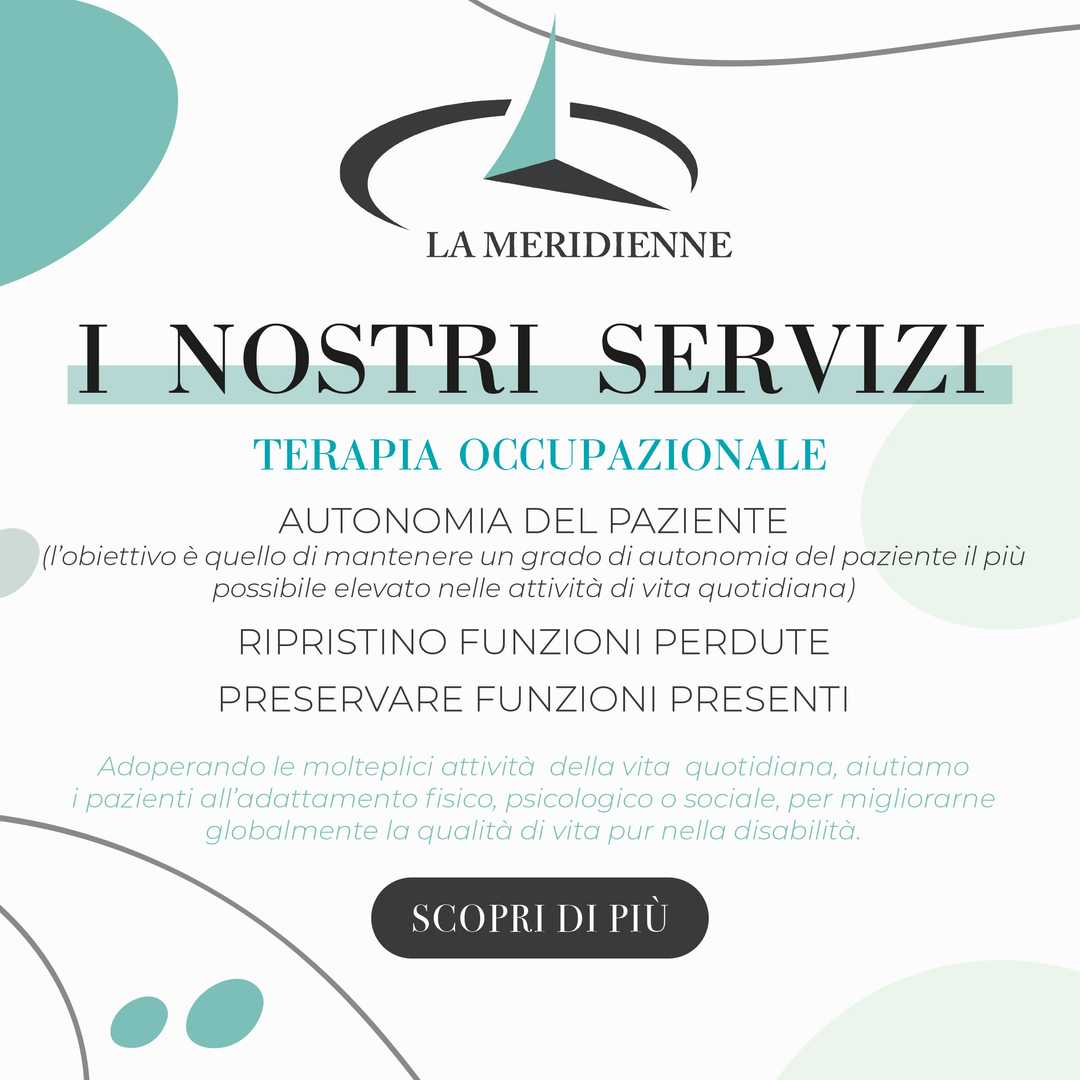 LA MERIDIENNE
I NOSTRI SERVIZI
TERAPIA OCCUPAZIONALE
AUTONOMIA DEL PAZIENTE
(l'obiettivo è quello di mantenere un grado di autonomia del paziente il più
possibile elevato nelle attività di vita quotidiana)
RIPRISTINO FUNZIONI PERDUTE
PRESERVARE FUNZIONI PRESENTI
Adoperando le molteplici attività della vita quotidiana, aiutiamo
i pazienti all'adattamento fisico, psicologico o sociale, per migliorarne
globalmente la qualità di vita pur nella disabilità.
SCOPRI DI PIÙ